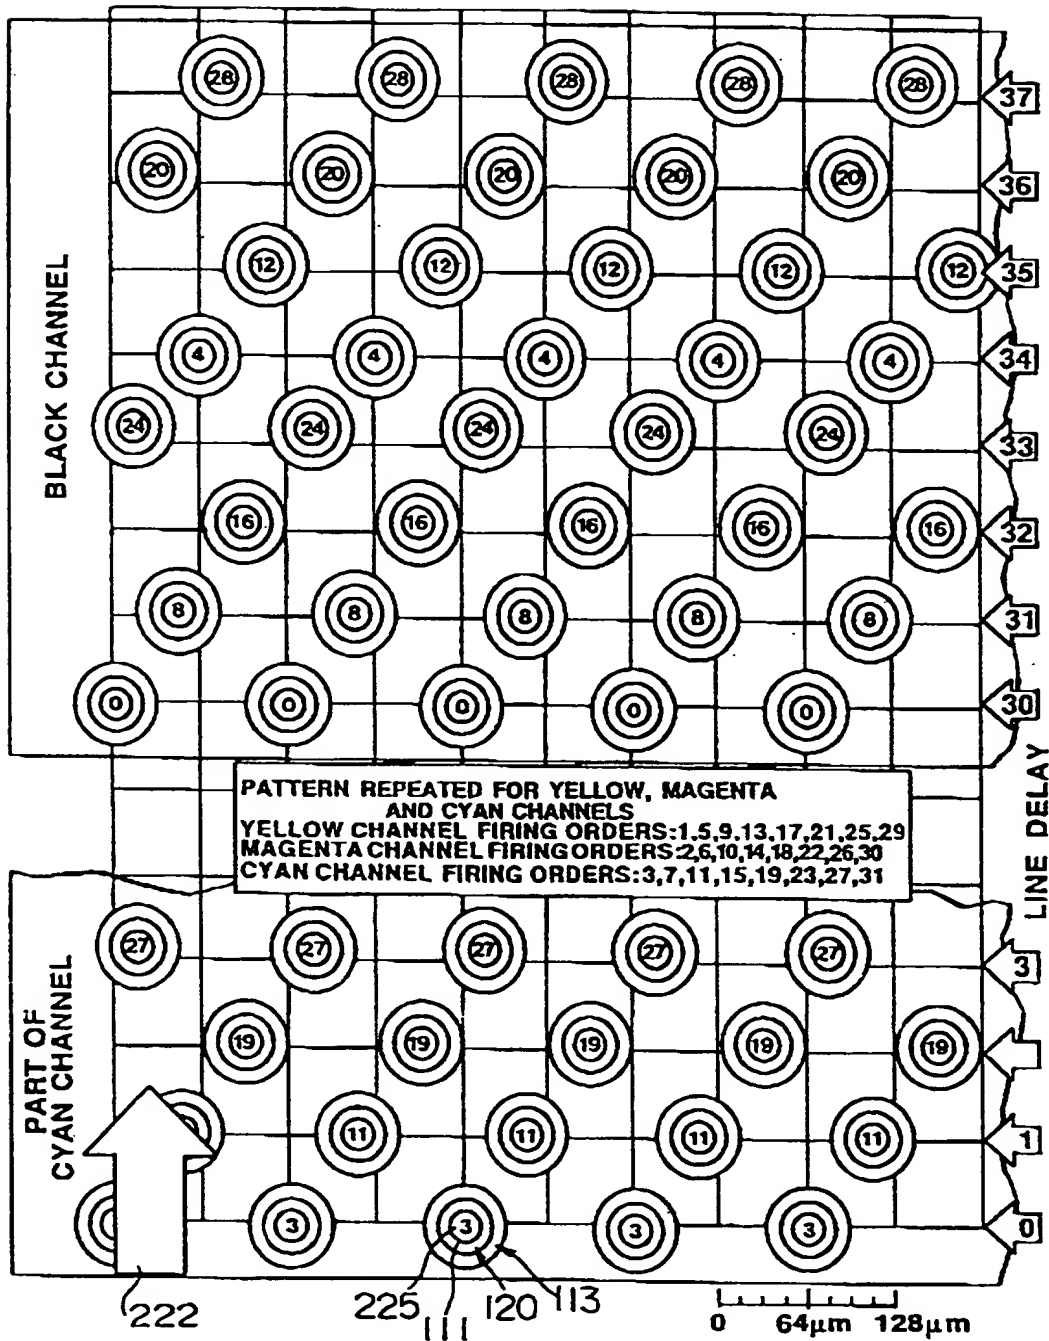 BLACK CHANNEL
28 28 28 28 28 37
20 20 20 20 20 36
12 12 12 12 12 35
4 4 4 4 4 34
24 24 24 24 24 33
16 16 16 16 16 32
8 8 8 8 8 31
0 0 0 0 0 30
PATTERN REPEATED FOR YELLOW, MAGENTA
AND CYAN CHANNELS
YELLOW CHANNEL FIRING ORDERS:1,5,9,13,17,21,25,29
MAGENTA CHANNEL FIRING ORDERS:2,6,10,14,18,22,26,30
CYAN CHANNEL FIRING ORDERS:3,7,11,15,19,23,27,31
LINE DELAY
PART OF
CYAN CHANNEL
27 27 27 27 27 3
19 19 19 19 19
11 11 11 11 1
3 3 3 3 0
222 225 111 120 113
0 64µm 128µm